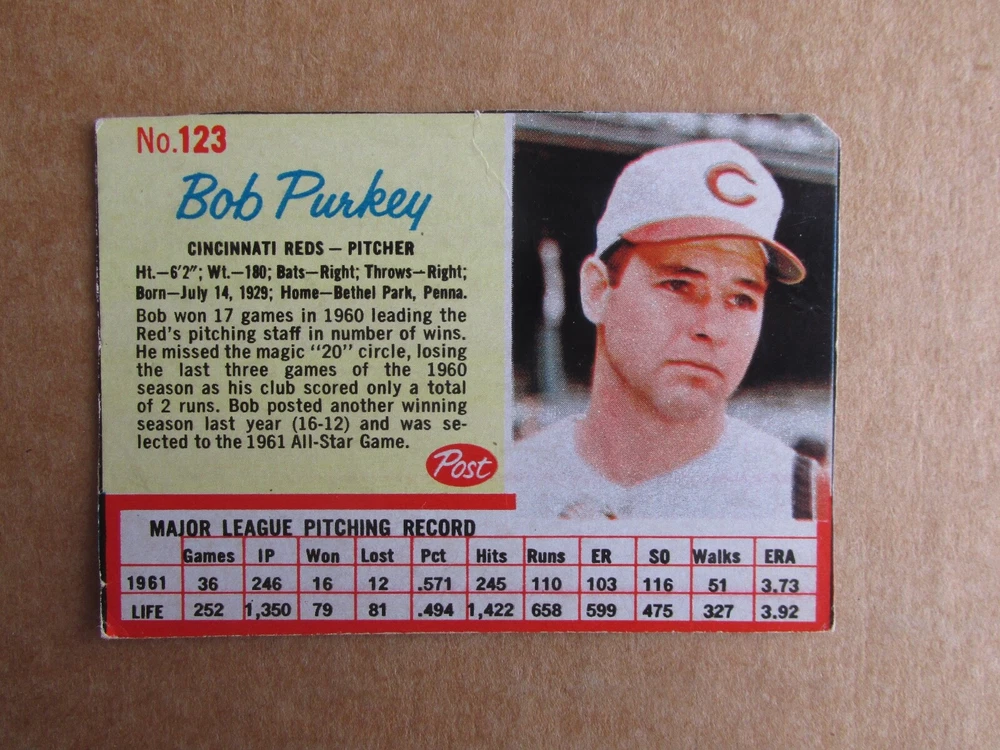 No.123
Bob Purkey
CINCINNATI REDS — PITCHER
Ht.—6'2"; Wt.—180; Bats—Right; Throws—Right;
Born—July 14, 1929; Home—Bethel Park, Penna.
Bob won 17 games in 1960 leading the
Red's pitching staff in number of wins.
He missed the magic "20" circle, losing
the last three games of the 1960
season as his club scored only a total
of 2 runs. Bob posted another winning
season last year (16-12) and was se-
lected to the 1961 All-Star Game.
Post
C
MAJOR LEAGUE PITCHING RECORD
Games IP Won Lost Pct Hits Runs ER SO Walks ERA
1961 36 246 16 12 .571 245 110 103 116 51 3.73
LIFE 252 1,350 79 81 .494 1,422 658 599 475 327 3.92